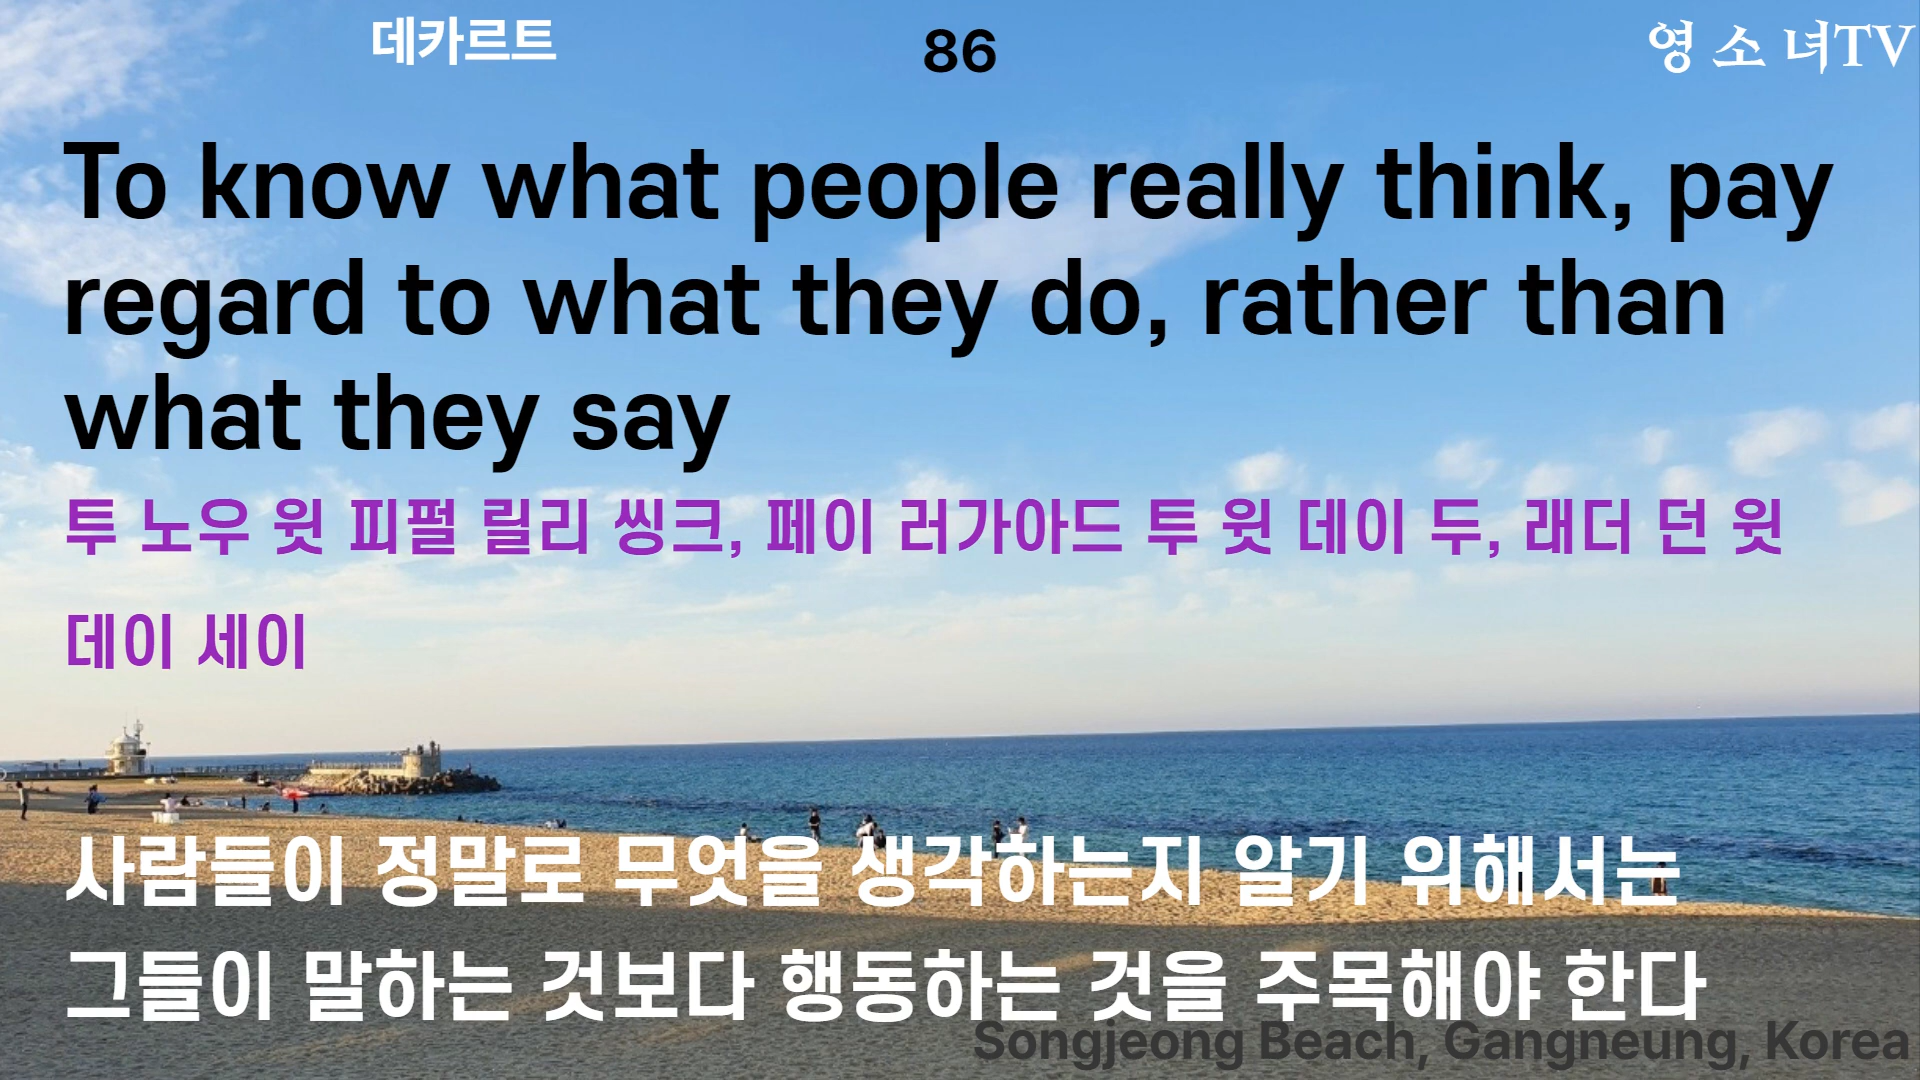 데카르트
86
영 소 녀TV
To know what people really think, pay
regard to what they do, rather than
what they say
투 노우 윗 피펄 릴리 씽크, 페이 러가아드 투 윗 데이 두, 래더 던 윗
데이 세이
사람들이 정말로 무엇을 생각하는지 알기 위해서는
그들이 말하는 것보다 행동하는 것을 주목해야 한다
Songjeong Beach, Gangneung, Korea